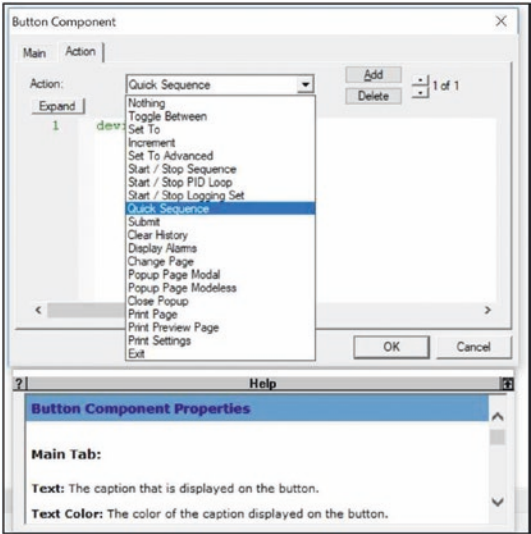 Button Component
Main Action
Action: Quick Sequence Add 1 of 1
Delete
Expand
Nothing
Toggle Between
1 Set To
Increment
Set To Advanced
Start / Stop Sequence
Start / Stop PID Loop
Start / Stop Logging Set
Quick Sequence
Submit
Clear History
Display Alarms
Change Page
Popup Page Modal
Popup Page Modeless
Close Popup
Print Page
Print Preview Page
Print Settings
Exit
OK Cancel
? Help
Button Component Properties
Main Tab:
Text: The caption that is displayed on the button.
Text Color: The color of the caption displayed on the button.